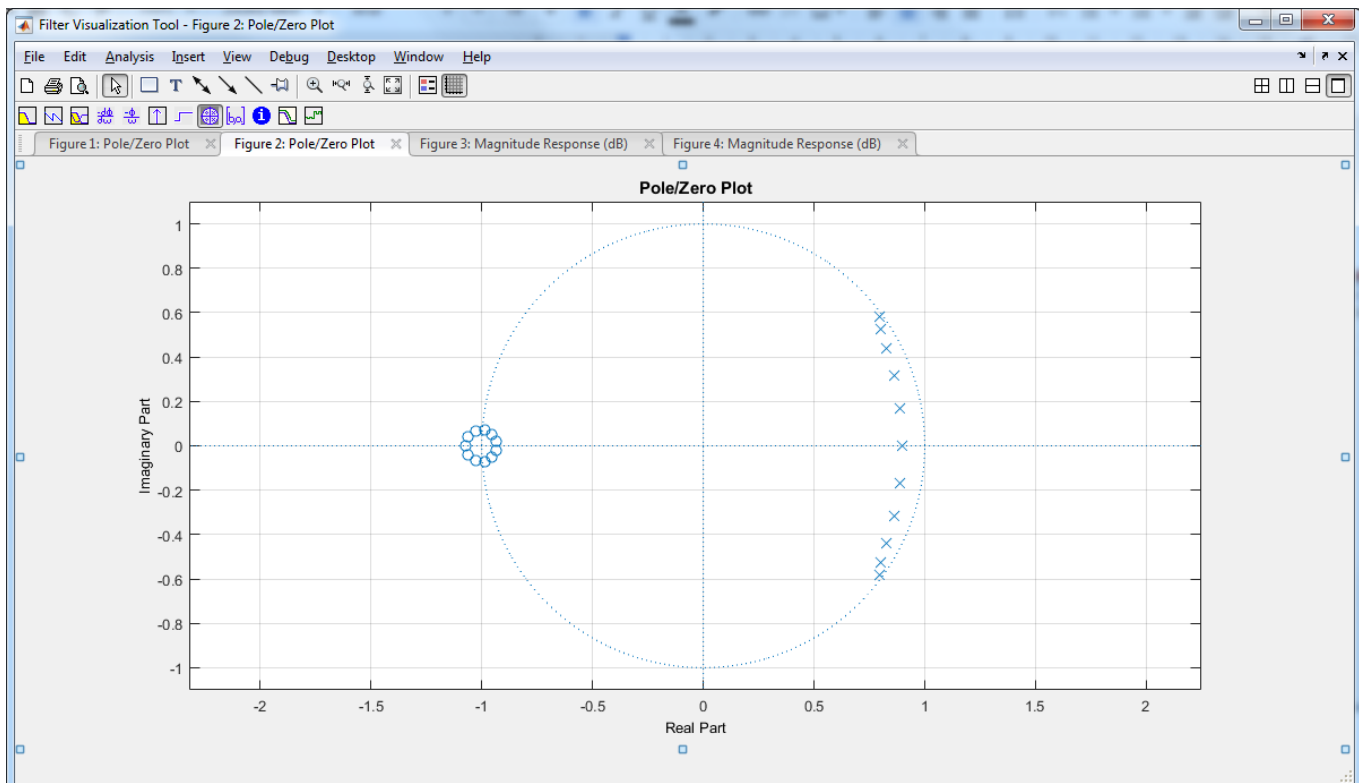 Filter Visualization Tool - Figure 2: Pole/Zero Plot
File Edit Analysis Insert View Debug Desktop Window Help
Figure 1: Pole/Zero Plot Figure 2: Pole/Zero Plot Figure 3: Magnitude Response (dB) Figure 4: Magnitude Response (dB)
Pole/Zero Plot
1
0.8
0.6
0.4
0.2
0
-0.2
-0.4
-0.6
-0.8
-1
Imaginary Part
-2 -1.5 -1 -0.5 0 0.5 1 1.5 2
Real Part